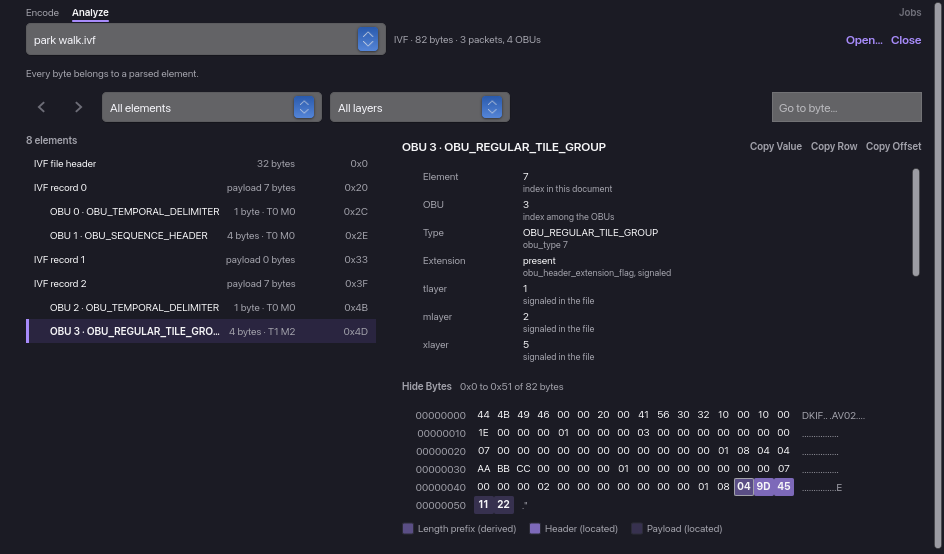 Encode Analyze Jobs
park walk.ivf IVF · 82 bytes · 3 packets, 4 OBUs Open... Close
Every byte belongs to a parsed element.
All elements All layers Go to byte...
8 elements
IVF file header 32 bytes 0x0
IVF record 0 payload 7 bytes 0x20
OBU 0 · OBU_TEMPORAL_DELIMITER 1 byte · T0 M0 0x2C
OBU 1 · OBU_SEQUENCE_HEADER 4 bytes · T0 M0 0x2E
IVF record 1 payload 0 bytes 0x33
IVF record 2 payload 7 bytes 0x3F
OBU 2 · OBU_TEMPORAL_DELIMITER 1 byte · T0 M0 0x4B
OBU 3 · OBU_REGULAR_TILE_GRO... 4 bytes · T1 M2 0x4D
OBU 3 · OBU_REGULAR_TILE_GROUP Copy Value Copy Row Copy Offset
Element 7
index in this document
OBU 3
index among the OBUs
Type OBU_REGULAR_TILE_GROUP
obu_type 7
Extension present
obu_header_extension_flag, signaled
tlayer 1
signaled in the file
mlayer 2
signaled in the file
xlayer 5
signaled in the file
Hide Bytes 0x0 to 0x51 of 82 bytes
00000000 44 4B 49 46 00 00 20 00 41 56 30 32 10 00 10 00 DKIF.. .AV02....
00000010 1E 00 00 00 01 00 00 00 03 00 00 00 00 00 00 00 ................
00000020 07 00 00 00 00 00 00 00 00 00 00 00 01 08 04 04 ................
00000030 AA BB CC 00 00 00 00 01 00 00 00 00 00 00 00 07 ................
00000040 00 00 00 02 00 00 00 00 00 00 00 01 08 04 9D 45 ...............E
00000050 11 22 ."
Length prefix (derived) Header (located) Payload (located)